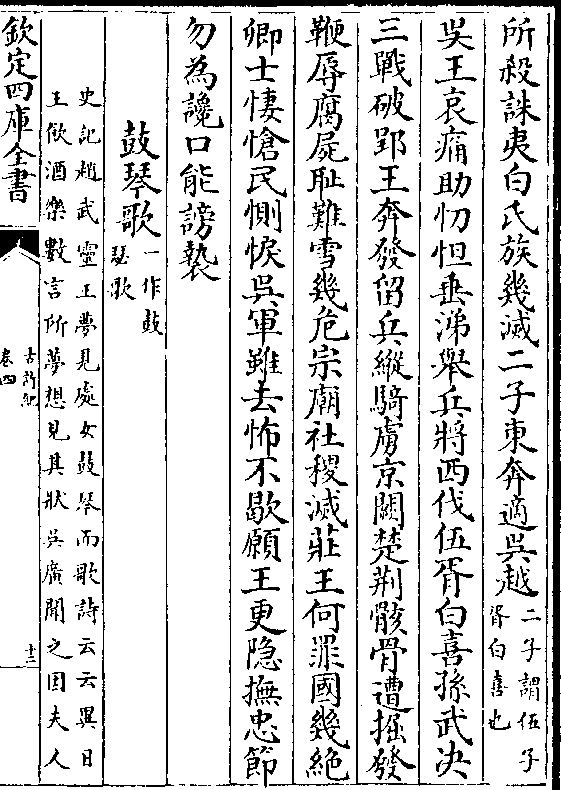 所殺誅夷白氏族幾滅二子東奔適吳越二子謂伍子
胥白喜也
吳王哀痛助忉怛垂涕舉兵將西伐伍胥白喜孫武决
三戰破郢王奔發留兵縱騎虜京闕楚荆骸骨遭掘發
鞭辱腐屍耻難雪幾危宗廟社稷滅莊王何罪國幾絶
卿士悽愴民惻悷吳軍雖去怖不歇願王更隐撫忠節
勿為讒口能謗䙝
鼓琴歌一作鼓
瑟歌
史記趙武靈王夢見處女鼓琴而歌詩云云異日
王飲酒樂數言所夢想見其狀吳廣聞之因夫人
欽定四庫全書
古詩紀
卷四
十三